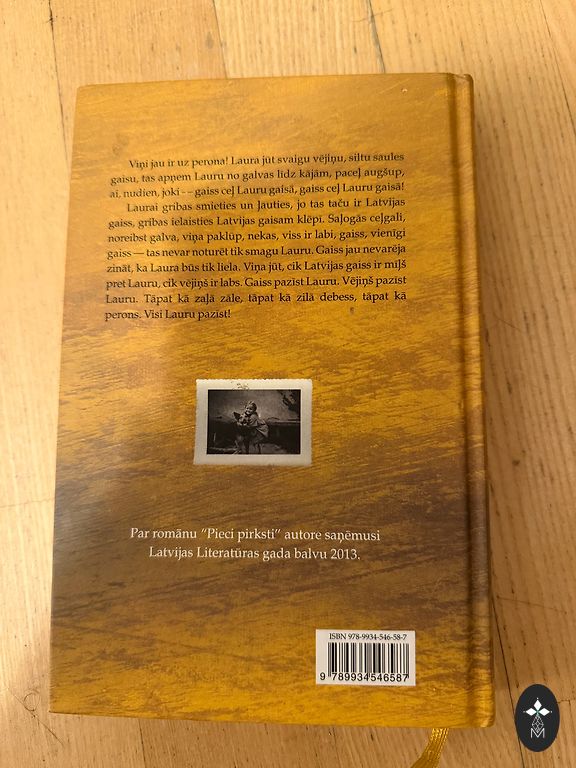 Viņi jau ir uz perona! Laura jūt svaigu vējiņu, siltu saules
gaisu, tas apņem Lauru no galvas līdz kājām, paceļ augšup,
ai, nudien, joki -- gaiss ceļ Lauru gaisā, gaiss ceļ Lauru gaisā!
Laurai gribas smieties un ļauties, jo tas taču ir Latvijas
gaiss, gribas ielaisties Latvijas gaisam klēpī. Saļogās ceļgali,
noreibst galva, viņa paklūp, nekas, viss ir labi, gaiss, vienīgi
gaiss — tas nevar noturēt tik smagu Lauru. Gaiss jau nevarēja
zināt, ka Laura būs tik liela. Viņa jūt, cik Latvijas gaiss ir mīļš
pret Lauru, cik vējiņš ir labs. Gaiss pazīst Lauru. Vējiņš pazīst
Lauru. Tāpat kā zaļā zāle, tāpat kā zilā debess, tāpat kā
perons. Visi Lauru pazīst!
Par romānu "Pieci pirksti" autore saņēmusi
Latvijas Literatūras gada balvu 2013.
ISBN 978-9934-546-58-7
9 789934 546587
M